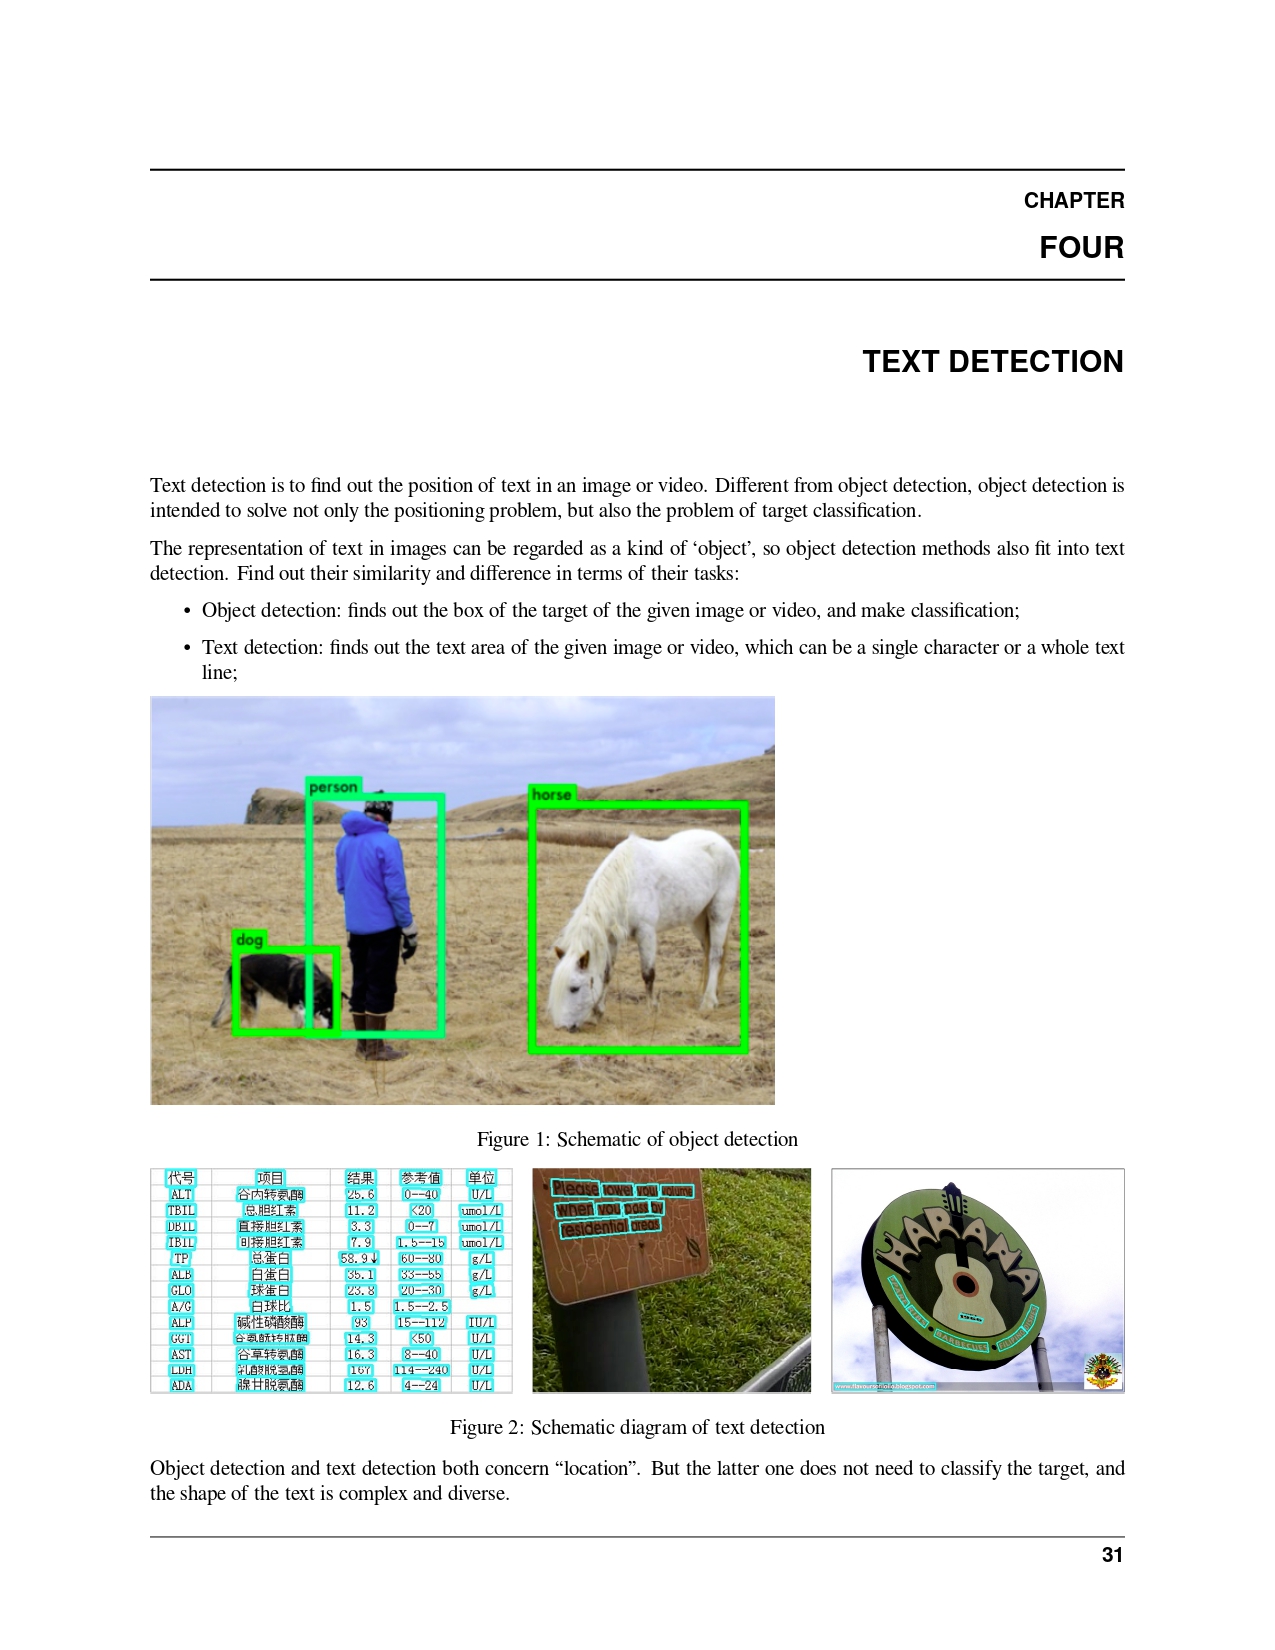 CHAPTER
FOUR
TEXT DETECTION
Text detection is to find out the position of text in an image or video. Different from object detection, object detection is
intended to solve not only the positioning problem, but also the problem of target classification.
The representation of text in images can be regarded as a kind of ‘object’, so object detection methods also fit into text
detection. Find out their similarity and difference in terms of their tasks:
• Object detection: finds out the box of the target of the given image or video, and make classification;
• Text detection: finds out the text area of the given image or video, which can be a single character or a whole text
line;
person
horse
dog
Figure 1: Schematic of object detection
代号 项目 结果 参考值 单位
ALT 谷内转氨酶 25.6 0--40 U/L
TBIL 总胆红素 11.2 <20 umol/L
DBIL 直接胆红素 3.3 0--7 umol/L
IBIL 间接胆红素 7.9 1.5--15 umol/L
TP 总蛋白 58.9↓ 60--80 g/L
ALB 白蛋白 35.1 33--55 g/L
GLO 球蛋白 23.8 20--30 g/L
A/G 白球比 1.5 1.5--2.5
ALP 碱性磷酸酶 93 15--112 IU/L
GGT 谷氨酰转肽酶 14.3 <50 U/L
AST 谷草转氨酶 16.3 8--40 U/L
LDH 乳酸脱氢酶 167 114--240 U/L
ADA 腺苷脱氨酶 12.6 4--24 U/L
Please lower your volume
when you pass by
residential areas
HARANA
BARBECUE
1986
www.flavoursofiloilo.blogspot.com
Figure 2: Schematic diagram of text detection
Object detection and text detection both concern “location”. But the latter one does not need to classify the target, and
the shape of the text is complex and diverse.
31